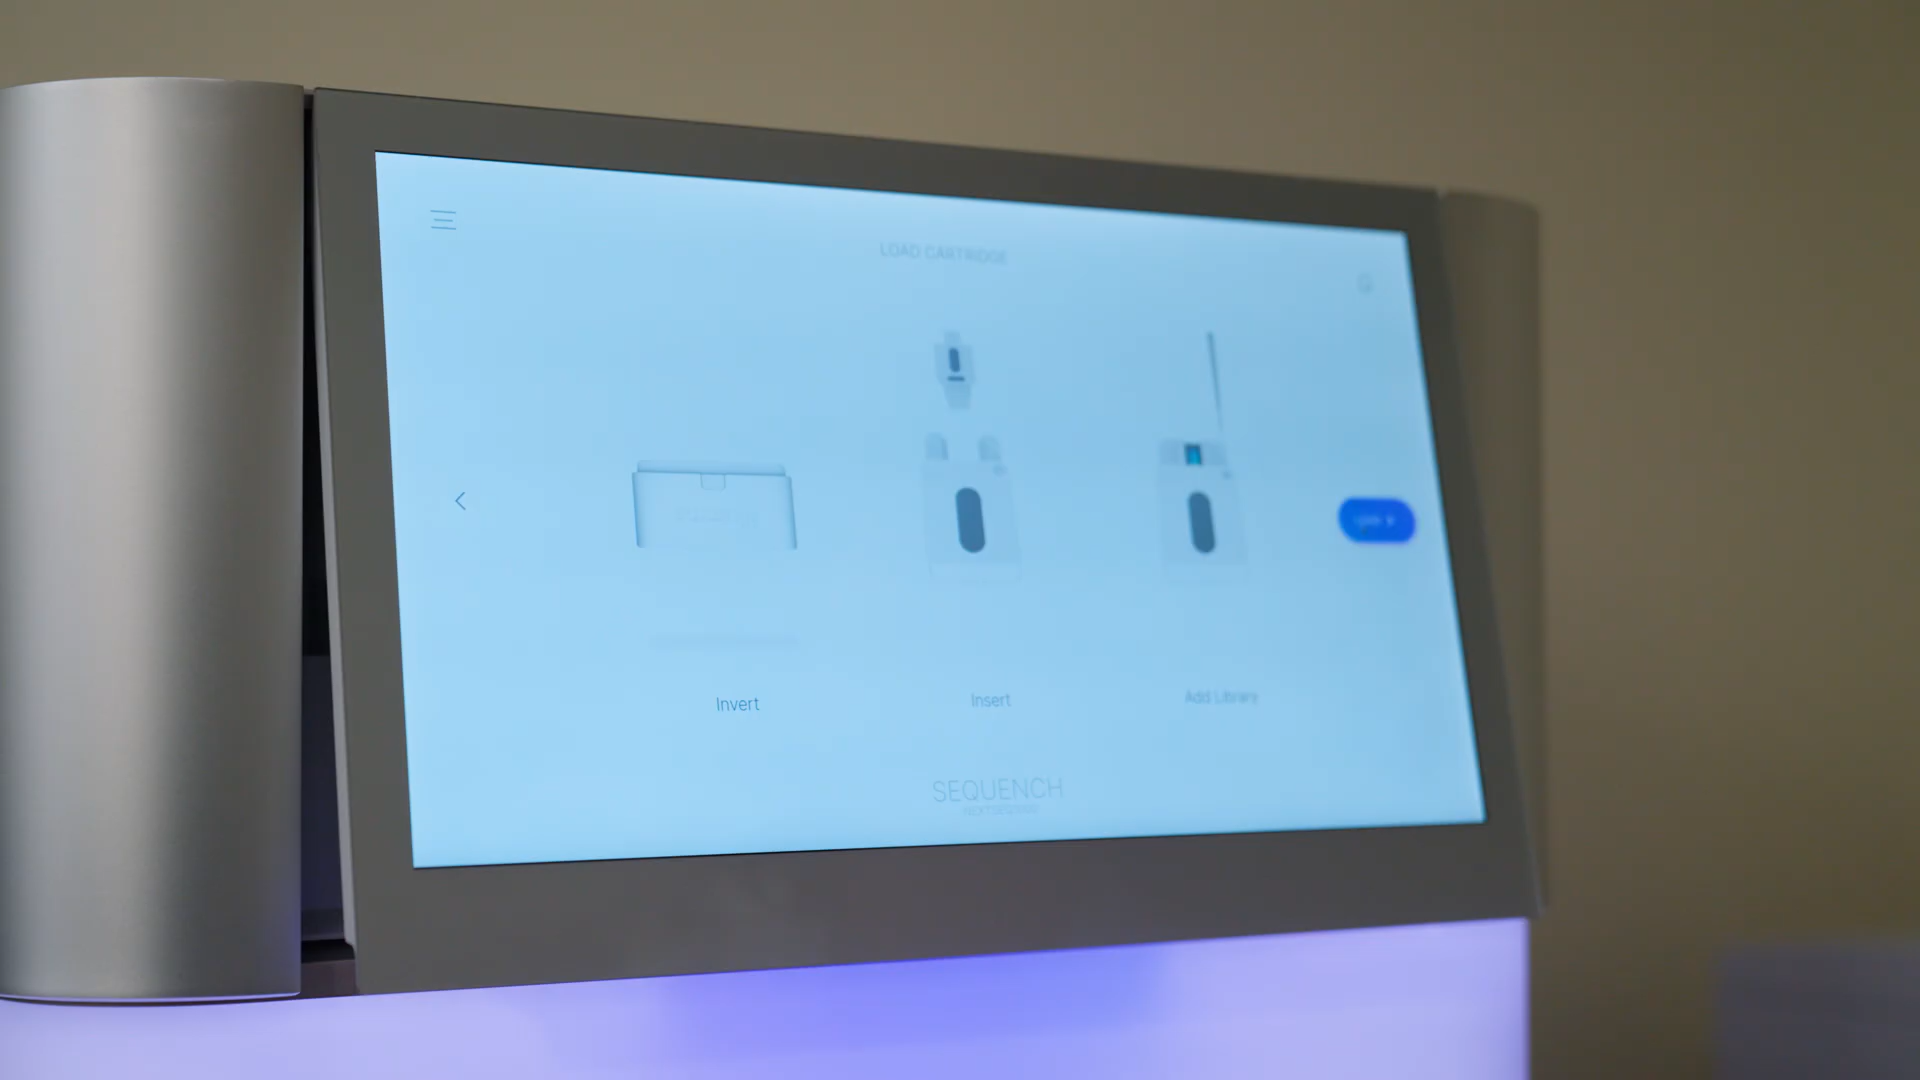 LOAD CARTRIDGE
Invert
Insert
Add Library
SEQUENCH